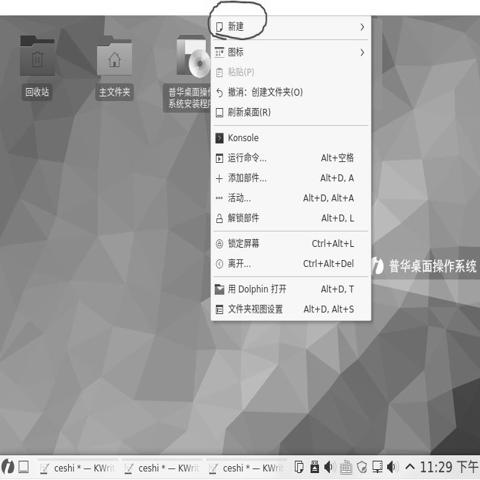 新建
图标
粘贴(P)
撤消：创建文件夹(O)
刷新桌面(R)
Konsole
运行命令... Alt+空格
添加部件... Alt+D, A
活动... Alt+D, Alt+A
解锁部件 Alt+D, L
锁定屏幕 Ctrl+Alt+L
离开... Ctrl+Alt+Del
用 Dolphin 打开 Alt+D, T
文件夹视图设置 Alt+D, Alt+S
回收站
主文件夹
普华桌面操
系统安装程
普华桌面操作系统
ceshi * — KWri
ceshi * — KWri
ceshi * — KWri
11:29 下午